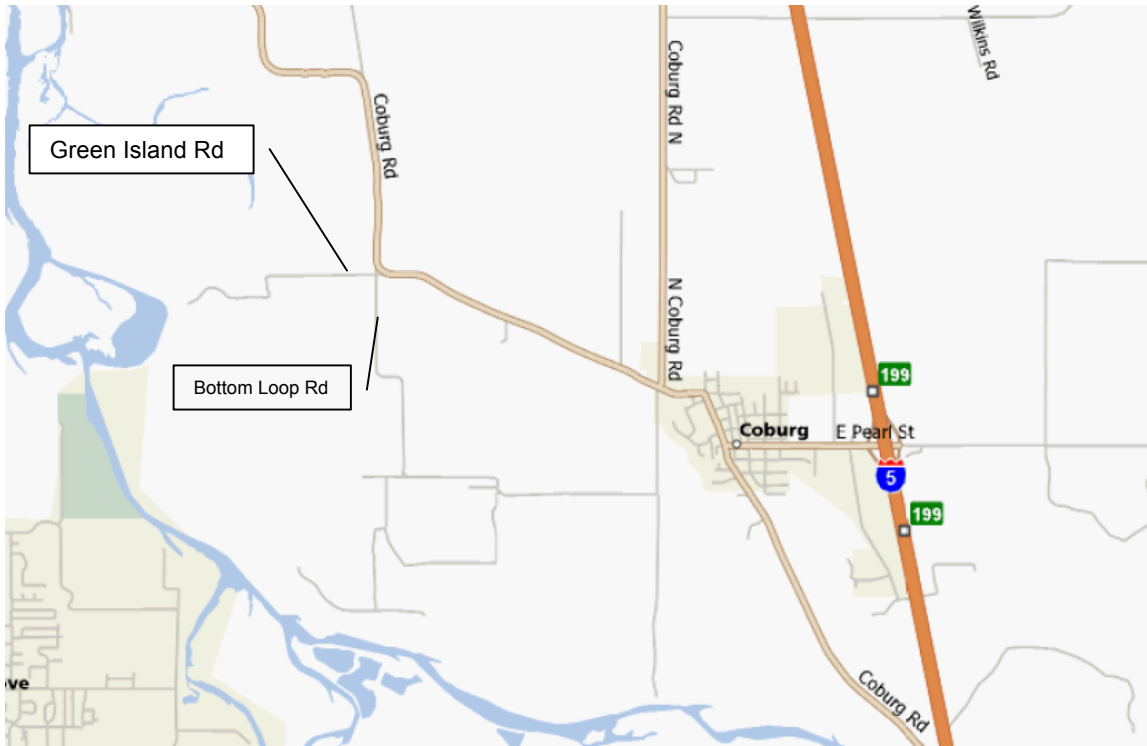 Wilkins Rd
Coburg Rd N
Coburg Rd
Green Island Rd
N Coburg Rd
Bottom Loop Rd
199
Coburg
E Pearl St
5
199
ove
Coburg Rd